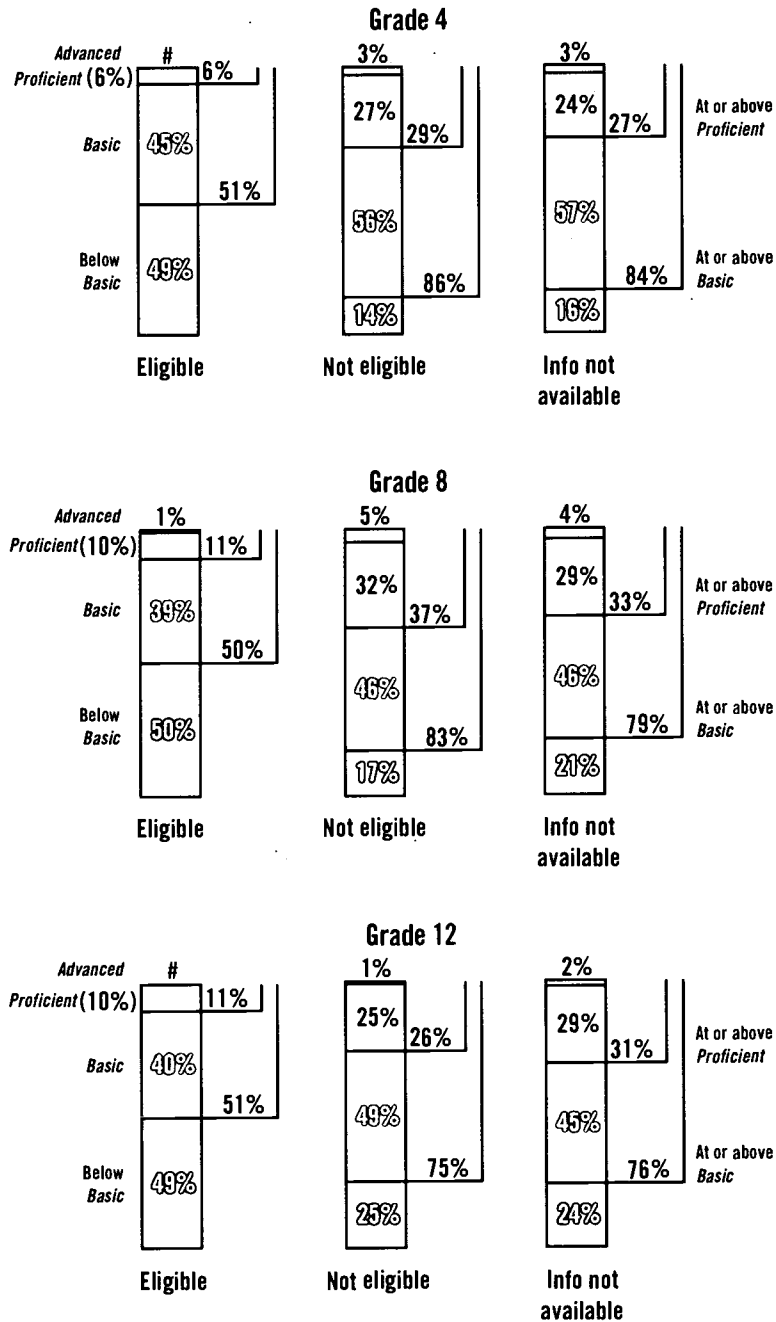 Grade 4
Advanced # 3% 3%
Proficient (6%) 6%
27% 24%
29% 27% At or above
Proficient
Basic 45%
51%
56% 57%
Below
Basic 49%
86% 84% At or above
Basic
14% 16%
Eligible Not eligible Info not
available
Grade 8
Advanced 1% 5% 4%
Proficient (10%) 11%
32% 29%
37% 33% At or above
Proficient
Basic 39%
50%
46% 46%
Below
Basic 50%
83% 79% At or above
Basic
17% 21%
Eligible Not eligible Info not
available
Grade 12
Advanced # 1% 2%
Proficient (10%) 11%
25% 29%
26% 31% At or above
Proficient
Basic 40%
51%
49% 45%
Below
Basic 49%
75% 76% At or above
Basic
25% 24%
Eligible Not eligible Info not
available